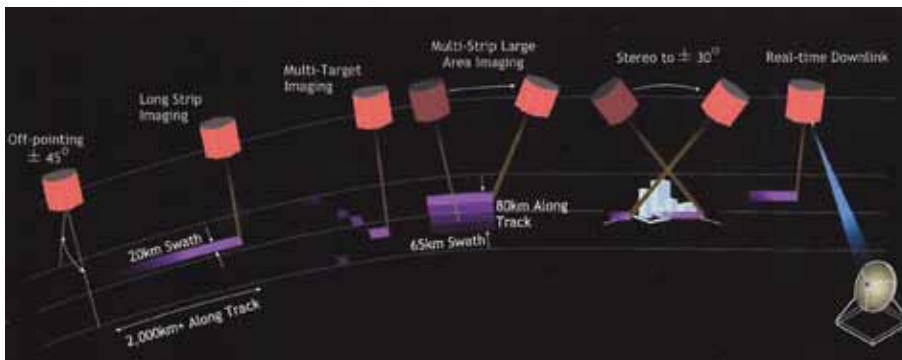 Off-pointing
± 45°
Long Strip
Imaging
20km Swath
2,000km+ Along Track
Multi-Target
Imaging
Multi-Strip Large
Area Imaging
80km Along
Track
65km Swath
Stereo to ± 30°
Real-time Downlink